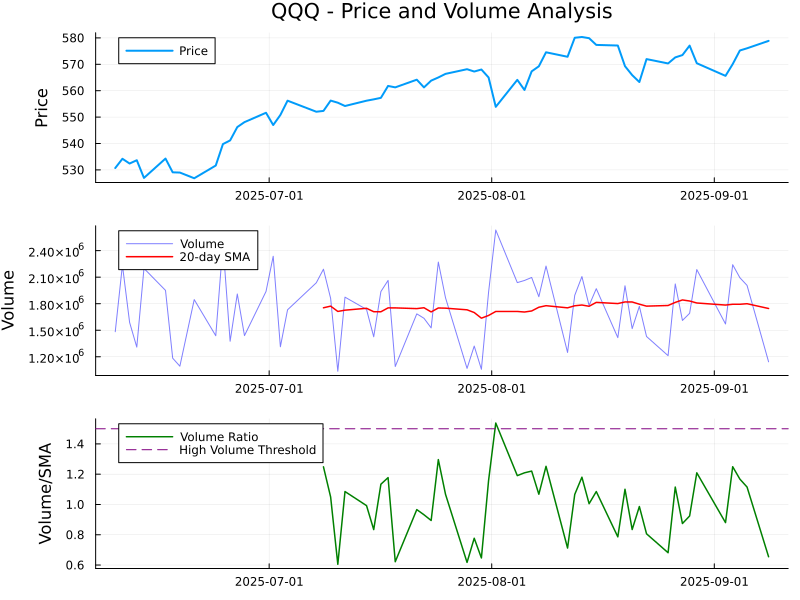 QQQ - Price and Volume Analysis
Price
580
570
560
550
540
530
Price
2025-07-01
2025-08-01
2025-09-01
Volume
2.40×10⁶
2.10×10⁶
1.80×10⁶
1.50×10⁶
1.20×10⁶
Volume
20-day SMA
2025-07-01
2025-08-01
2025-09-01
Volume/SMA
1.4
1.2
1.0
0.8
0.6
Volume Ratio
High Volume Threshold
2025-07-01
2025-08-01
2025-09-01